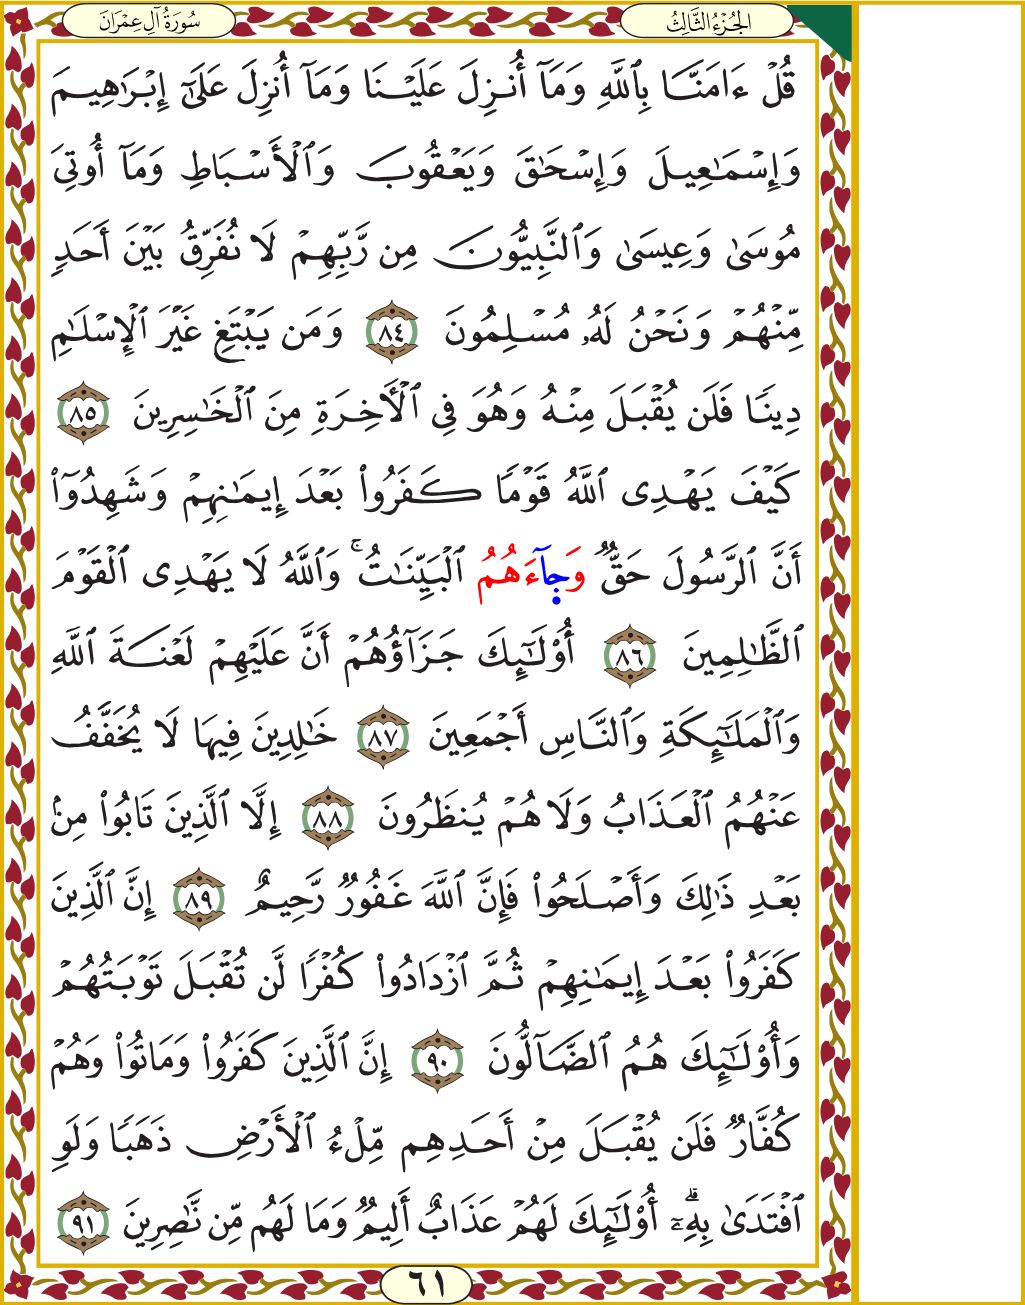 الجُزْءُ الثَّالِثُ
سُورَةُ آلِ عِمْرَانَ
قُلْ ءَامَنَّا بِٱللَّهِ وَمَآ أُنزِلَ عَلَيْنَا وَمَآ أُنزِلَ عَلَىٰٓ إِبْرَٰهِيمَ
وَإِسْمَٰعِيلَ وَإِسْحَٰقَ وَيَعْقُوبَ وَٱلْأَسْبَاطِ وَمَآ أُوتِىَ
مُوسَىٰ وَعِيسَىٰ وَٱلنَّبِيُّونَ مِن رَّبِّهِمْ لَا نُفَرِّقُ بَيْنَ أَحَدٍ
مِّنْهُمْ وَنَحْنُ لَهُۥ مُسْلِمُونَ ٨٤ وَمَن يَبْتَغِ غَيْرَ ٱلْإِسْلَٰمِ
دِينًا فَلَن يُقْبَلَ مِنْهُ وَهُوَ فِى ٱلْأَخِرَةِ مِنَ ٱلْخَٰسِرِينَ ٨٥
كَيْفَ يَهْدِى ٱللَّهُ قَوْمًا كَفَرُوا۟ بَعْدَ إِيمَٰنِهِمْ وَشَهِدُوٓا۟
أَنَّ ٱلرَّسُولَ حَقٌّ وَجِآءَهُمُ ٱلْبَيِّنَٰتُ ۚ وَٱللَّهُ لَا يَهْدِى ٱلْقَوْمَ
ٱلظَّٰلِمِينَ ٨٦ أُو۟لَٰٓئِكَ جَزَآؤُهُمْ أَنَّ عَلَيْهِمْ لَعْنَةَ ٱللَّهِ
وَٱلْمَلَٰٓئِكَةِ وَٱلنَّاسِ أَجْمَعِينَ ٨٧ خَٰلِدِينَ فِيهَا لَا يُخَفَّفُ
عَنْهُمُ ٱلْعَذَابُ وَلَا هُمْ يُنظَرُونَ ٨٨ إِلَّا ٱلَّذِينَ تَابُوا۟ مِنۢ
بَعْدِ ذَٰلِكَ وَأَصْلَحُوا۟ فَإِنَّ ٱللَّهَ غَفُورٌ رَّحِيمٌ ٨٩ إِنَّ ٱلَّذِينَ
كَفَرُوا۟ بَعْدَ إِيمَٰنِهِمْ ثُمَّ ٱزْدَادُوا۟ كُفْرًا لَّن تُقْبَلَ تَوْبَتُهُمْ
وَأُو۟لَٰٓئِكَ هُمُ ٱلضَّآلُّونَ ٩٠ إِنَّ ٱلَّذِينَ كَفَرُوا۟ وَمَاتُوا۟ وَهُمْ
كُفَّارٌ فَلَن يُقْبَلَ مِنْ أَحَدِهِم مِّلْءُ ٱلْأَرْضِ ذَهَبًا وَلَوِ
ٱفْتَدَىٰ بِهِۦٓ ۗ أُو۟لَٰٓئِكَ لَهُمْ عَذَابٌ أَلِيمٌ وَمَا لَهُم مِّن نَّٰصِرِينَ ٩١
٦١